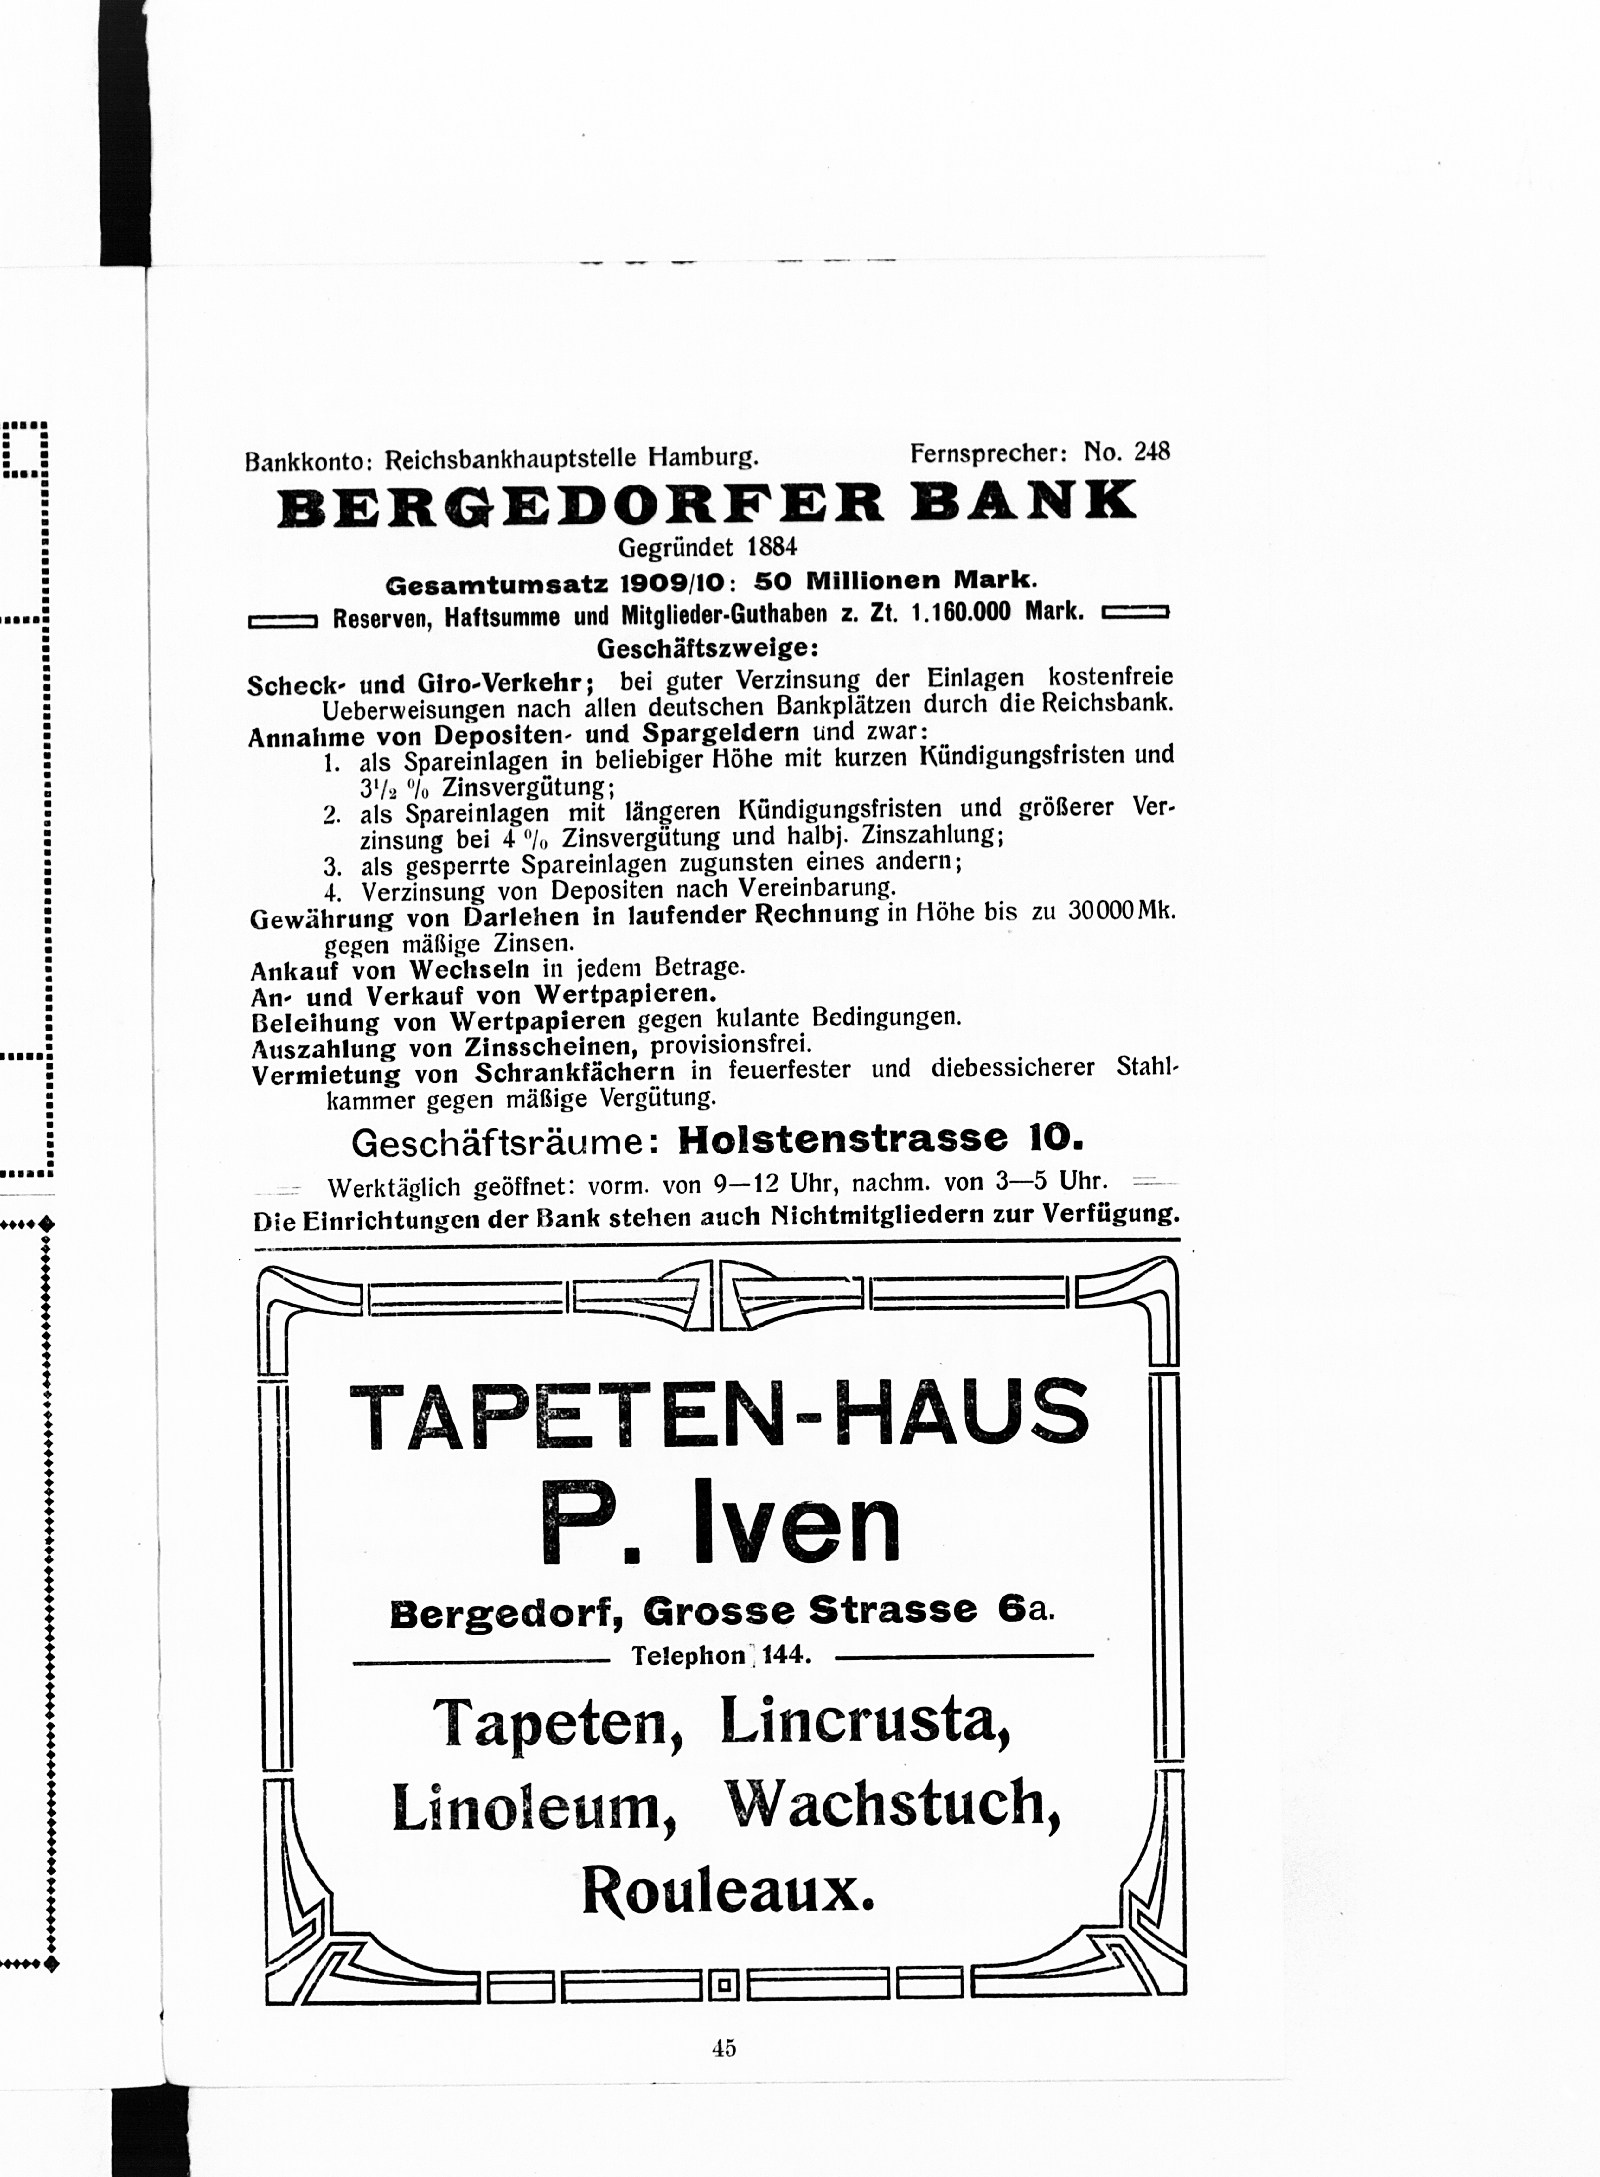 Bankkonto: Reichsbankhauptstelle Hamburg. Fernsprecher: No. 248
BERGEDORFER BANK
Gegründet 1884
Gesamtumsatz 1909/10: 50 Millionen Mark.
Reserven, Haftsumme und Mitglieder-Guthaben z. Zt. 1.160.000 Mark.
Geschäftszweige:
Scheck- und Giro-Verkehr; bei guter Verzinsung der Einlagen kostenfreie
Ueberweisungen nach allen deutschen Bankplätzen durch die Reichsbank.
Annahme von Depositen- und Spargeldern und zwar:
1. als Spareinlagen in beliebiger Höhe mit kurzen Kündigungsfristen und
3½ % Zinsvergütung;
2. als Spareinlagen mit längeren Kündigungsfristen und größerer Ver-
zinsung bei 4 % Zinsvergütung und halbj. Zinszahlung;
3. als gesperrte Spareinlagen zugunsten eines andern;
4. Verzinsung von Depositen nach Vereinbarung.
Gewährung von Darlehen in laufender Rechnung in Höhe bis zu 30000 Mk.
gegen mäßige Zinsen.
Ankauf von Wechseln in jedem Betrage.
An- und Verkauf von Wertpapieren.
Beleihung von Wertpapieren gegen kulante Bedingungen.
Auszahlung von Zinsscheinen, provisionsfrei.
Vermietung von Schrankfächern in feuerfester und diebessicherer Stahl-
kammer gegen mäßige Vergütung.
Geschäftsräume: Holstenstrasse 10.
Werktäglich geöffnet: vorm. von 9—12 Uhr, nachm. von 3—5 Uhr.
Die Einrichtungen der Bank stehen auch Nichtmitgliedern zur Verfügung.
TAPETEN-HAUS
P. Iven
Bergedorf, Grosse Strasse 6a.
Telephon 144.
Tapeten, Lincrusta,
Linoleum, Wachstuch,
Rouleaux.
45